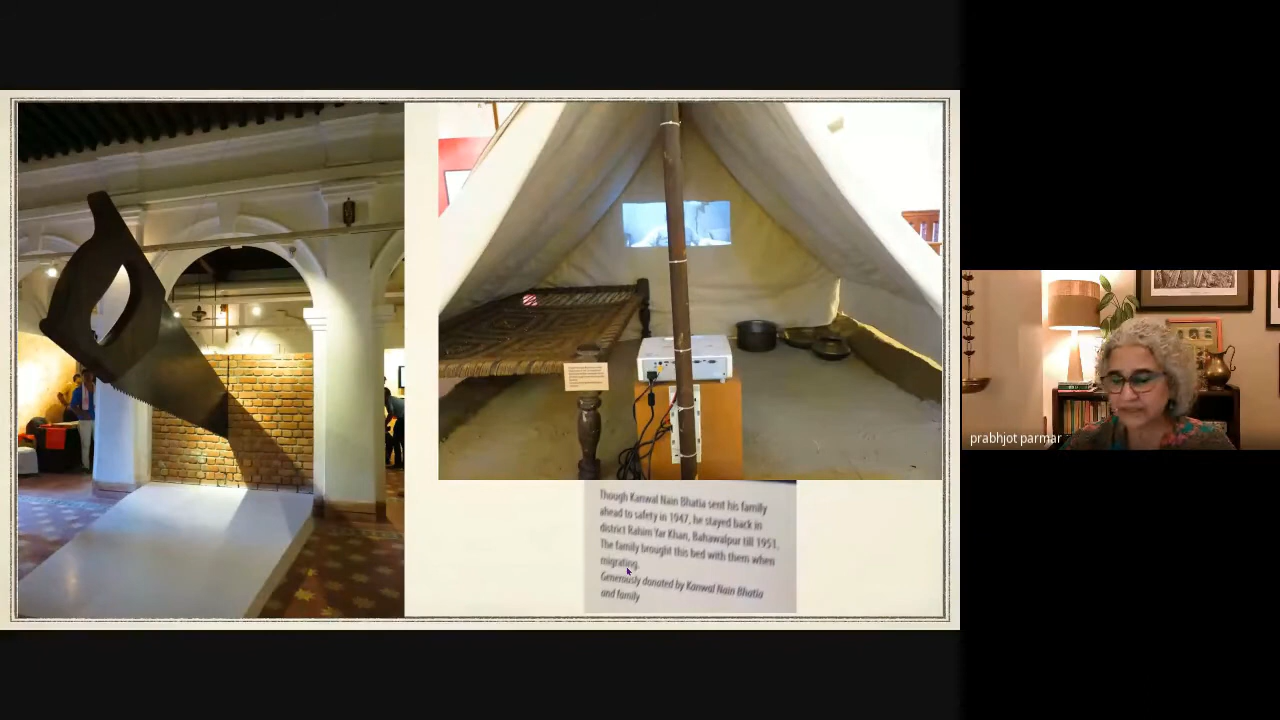 Though Kanwal Nain Bhatia sent his family
ahead to safety in 1947, he stayed back in
district Rahim Yar Khan, Bahawalpur till 1951.
The family brought this bed with them when
migrating.
Generously donated by Kanwal Nain Bhatia
and family
prabhjot parmar